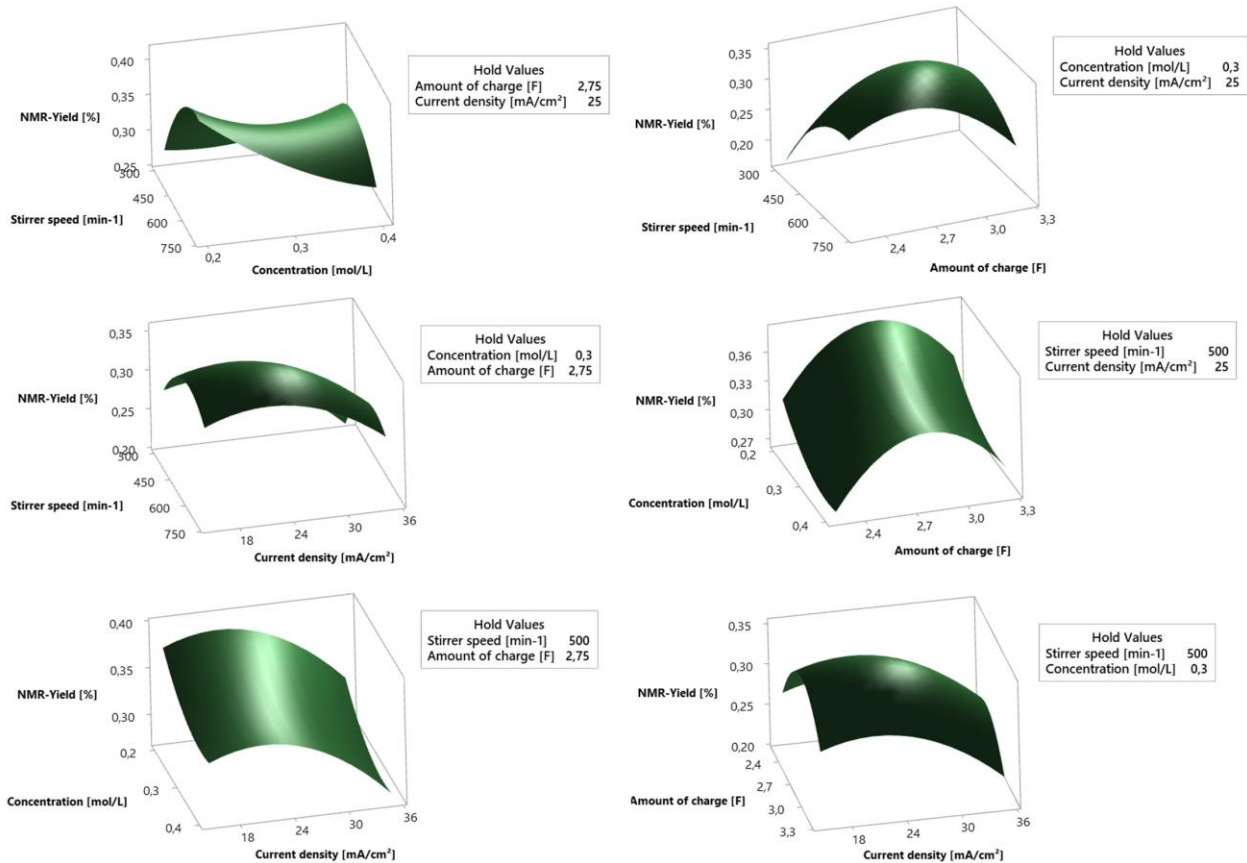 0,40
0,35
NMR-Yield [%]
0,30
0,25
300
450
Stirrer speed [min-1]
600
750
0,2
0,3
0,4
Concentration [mol/L]
Hold Values
Amount of charge [F] 2,75
Current density [mA/cm²] 25
0,35
0,30
NMR-Yield [%]
0,25
0,20
300
450
Stirrer speed [min-1]
600
750
2,4
2,7
3,0
3,3
Amount of charge [F]
Hold Values
Concentration [mol/L] 0,3
Current density [mA/cm²] 25
0,35
0,30
NMR-Yield [%]
0,25
0,20
300
450
Stirrer speed [min-1]
600
750
18
24
30
36
Current density [mA/cm²]
Hold Values
Concentration [mol/L] 0,3
Amount of charge [F] 2,75
0,36
0,33
NMR-Yield [%]
0,30
0,27
0,2
0,3
Concentration [mol/L]
0,4
2,4
2,7
3,0
3,3
Amount of charge [F]
Hold Values
Stirrer speed [min-1] 500
Current density [mA/cm²] 25
0,40
0,35
NMR-Yield [%]
0,30
0,2
0,3
Concentration [mol/L]
0,4
18
24
30
36
Current density [mA/cm²]
Hold Values
Stirrer speed [min-1] 500
Amount of charge [F] 2,75
0,35
0,30
NMR-Yield [%]
0,25
0,20
2,4
2,7
Amount of charge [F]
3,0
3,3
18
24
30
36
Current density [mA/cm²]
Hold Values
Stirrer speed [min-1] 500
Concentration [mol/L] 0,3